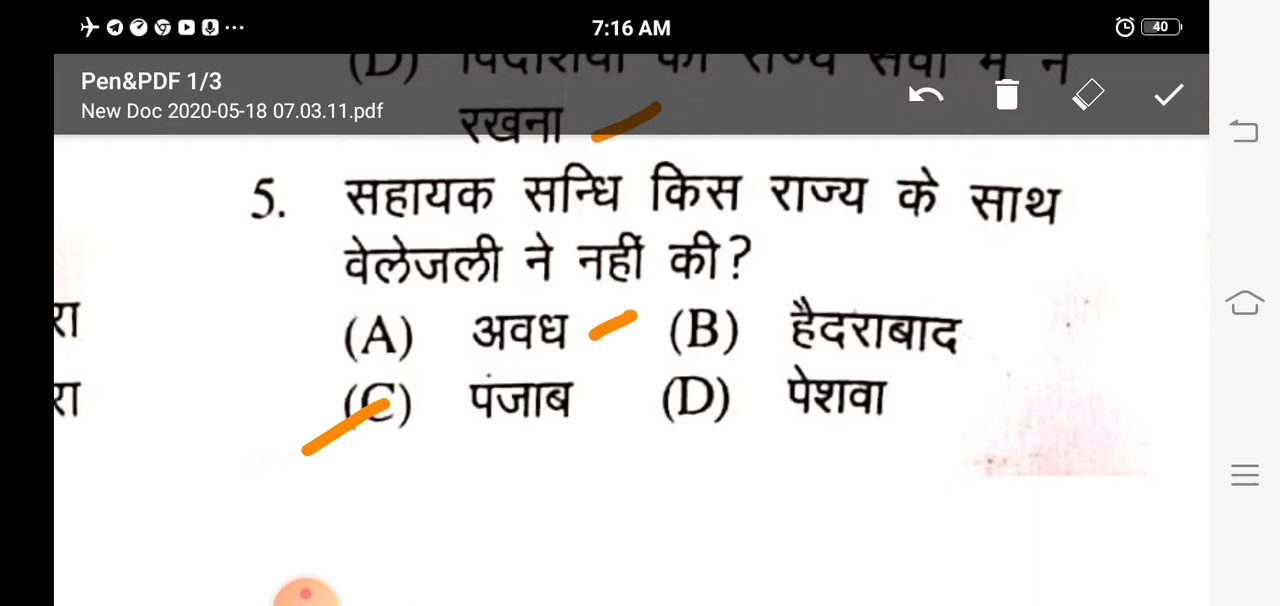 7:16 AM
40
Pen&PDF 1/3
New Doc 2020-05-18 07.03.11.pdf
(D) विदेशियों को राज्य सेवा में न
रखना
5. सहायक सन्धि किस राज्य के साथ
वेलेजली ने नहीं की?
रा
(A) अवध (B) हैदराबाद
रा
(C) पंजाब (D) पेशवा